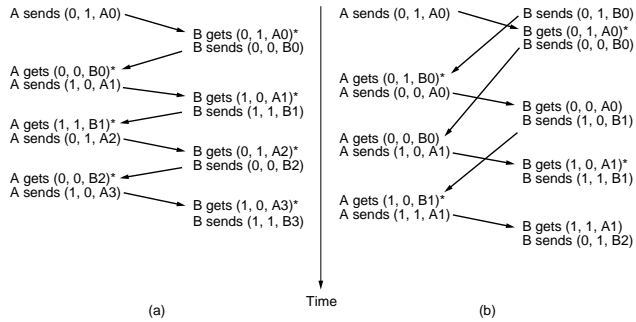 A sends (0, 1, A0)
B gets (0, 1, A0)*
B sends (0, 0, B0)
A gets (0, 0, B0)*
A sends (1, 0, A1)
B gets (1, 0, A1)*
B sends (1, 1, B1)
A gets (1, 1, B1)*
A sends (0, 1, A2)
B gets (0, 1, A2)*
B sends (0, 0, B2)
A gets (0, 0, B2)*
A sends (1, 0, A3)
B gets (1, 0, A3)*
B sends (1, 1, B3)
(a)
Time
A sends (0, 1, A0)
B sends (0, 1, B0)
B gets (0, 1, A0)*
B sends (0, 0, B0)
A gets (0, 1, B0)*
A sends (0, 0, A0)
B gets (0, 0, A0)
B sends (1, 0, B1)
A gets (0, 0, B0)
A sends (1, 0, A1)
B gets (1, 0, A1)*
B sends (1, 1, B1)
A gets (1, 0, B1)*
A sends (1, 1, A1)
B gets (1, 1, A1)
B sends (0, 1, B2)
(b)